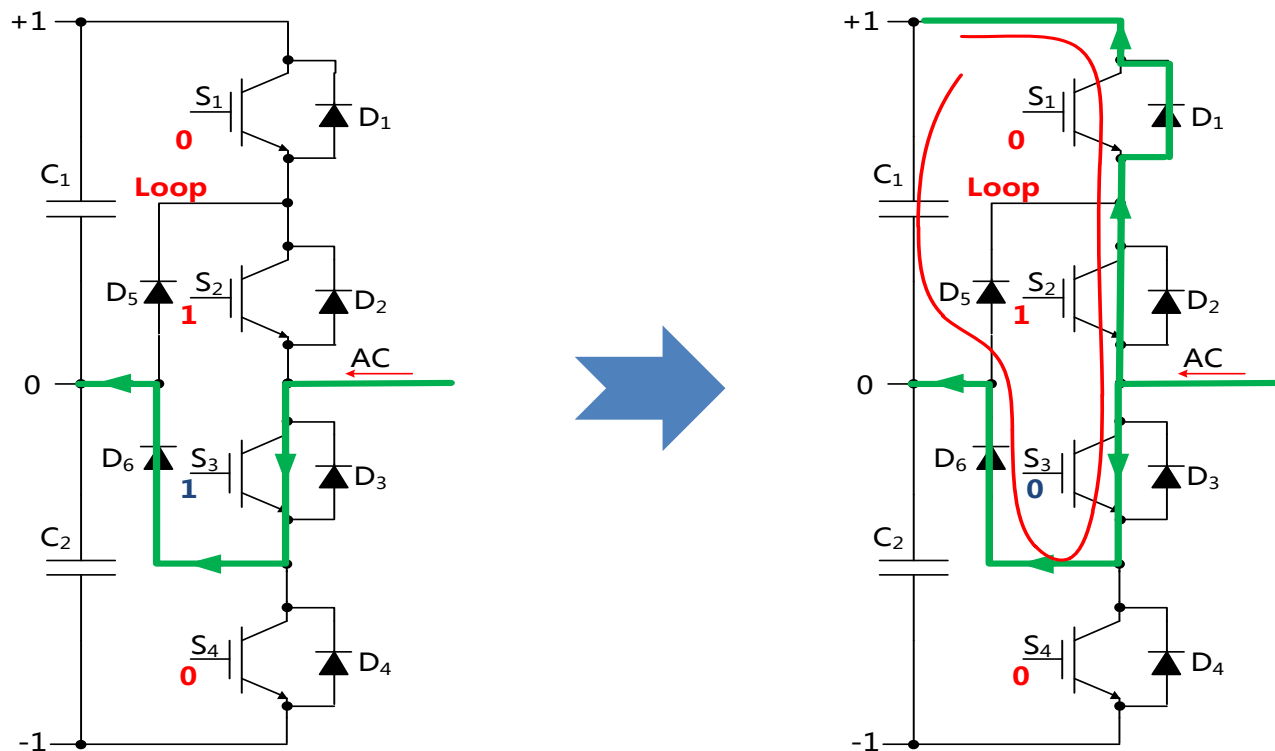 +1
S₁
0
D₁
C₁
Loop
S₂
D₅
1
D₂
AC
0
D₆
S₃
1
D₃
C₂
S₄
0
D₄
-1
+1
S₁
0
D₁
C₁
Loop
S₂
D₅
1
D₂
AC
0
D₆
S₃
0
D₃
C₂
S₄
0
D₄
-1